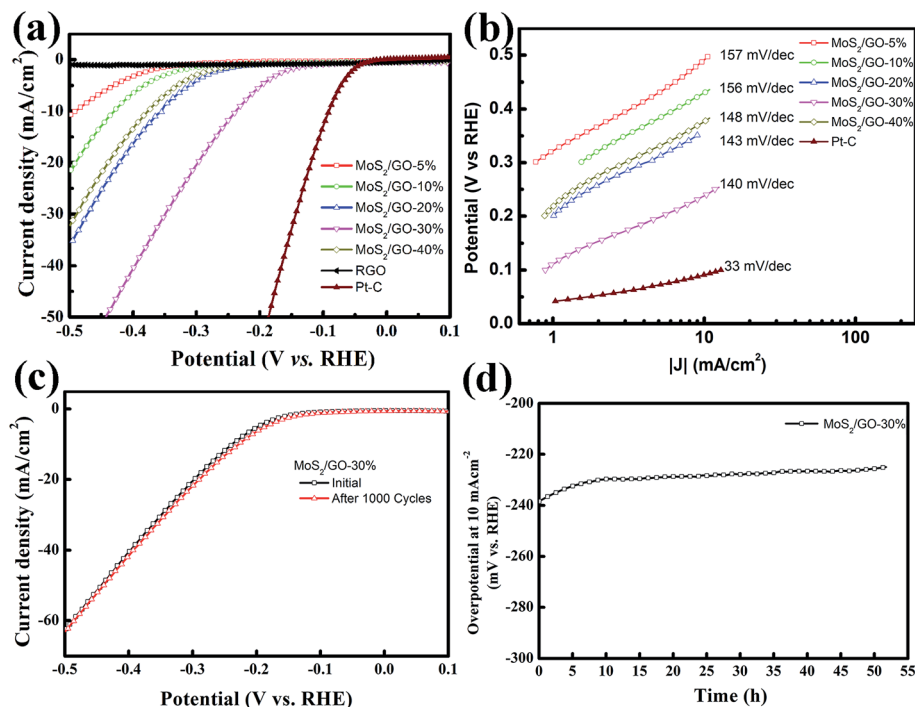 (a)
Current density (mA/cm²)
0
-10
-20
-30
-40
-50
MoS₂/GO-5%
MoS₂/GO-10%
MoS₂/GO-20%
MoS₂/GO-30%
MoS₂/GO-40%
RGO
Pt-C
-0.5 -0.4 -0.3 -0.2 -0.1 0.0 0.1
Potential (V vs. RHE)
(b)
Potential (V vs RHE)
0.5
0.4
0.3
0.2
0.1
0.0
157 mV/dec
156 mV/dec
148 mV/dec
143 mV/dec
140 mV/dec
33 mV/dec
MoS₂/GO-5%
MoS₂/GO-10%
MoS₂/GO-20%
MoS₂/GO-30%
MoS₂/GO-40%
Pt-C
1 10 100
|J| (mA/cm²)
(c)
Current density (mA/cm²)
0
-20
-40
-60
MoS₂/GO-30%
Initial
After 1000 Cycles
-0.5 -0.4 -0.3 -0.2 -0.1 0.0 0.1
Potential (V vs. RHE)
(d)
Overpotential at 10 mAcm⁻²
(mV vs. RHE)
-200
-220
-240
-260
-280
-300
MoS₂/GO-30%
0 5 10 15 20 25 30 35 40 45 50 55
Time (h)